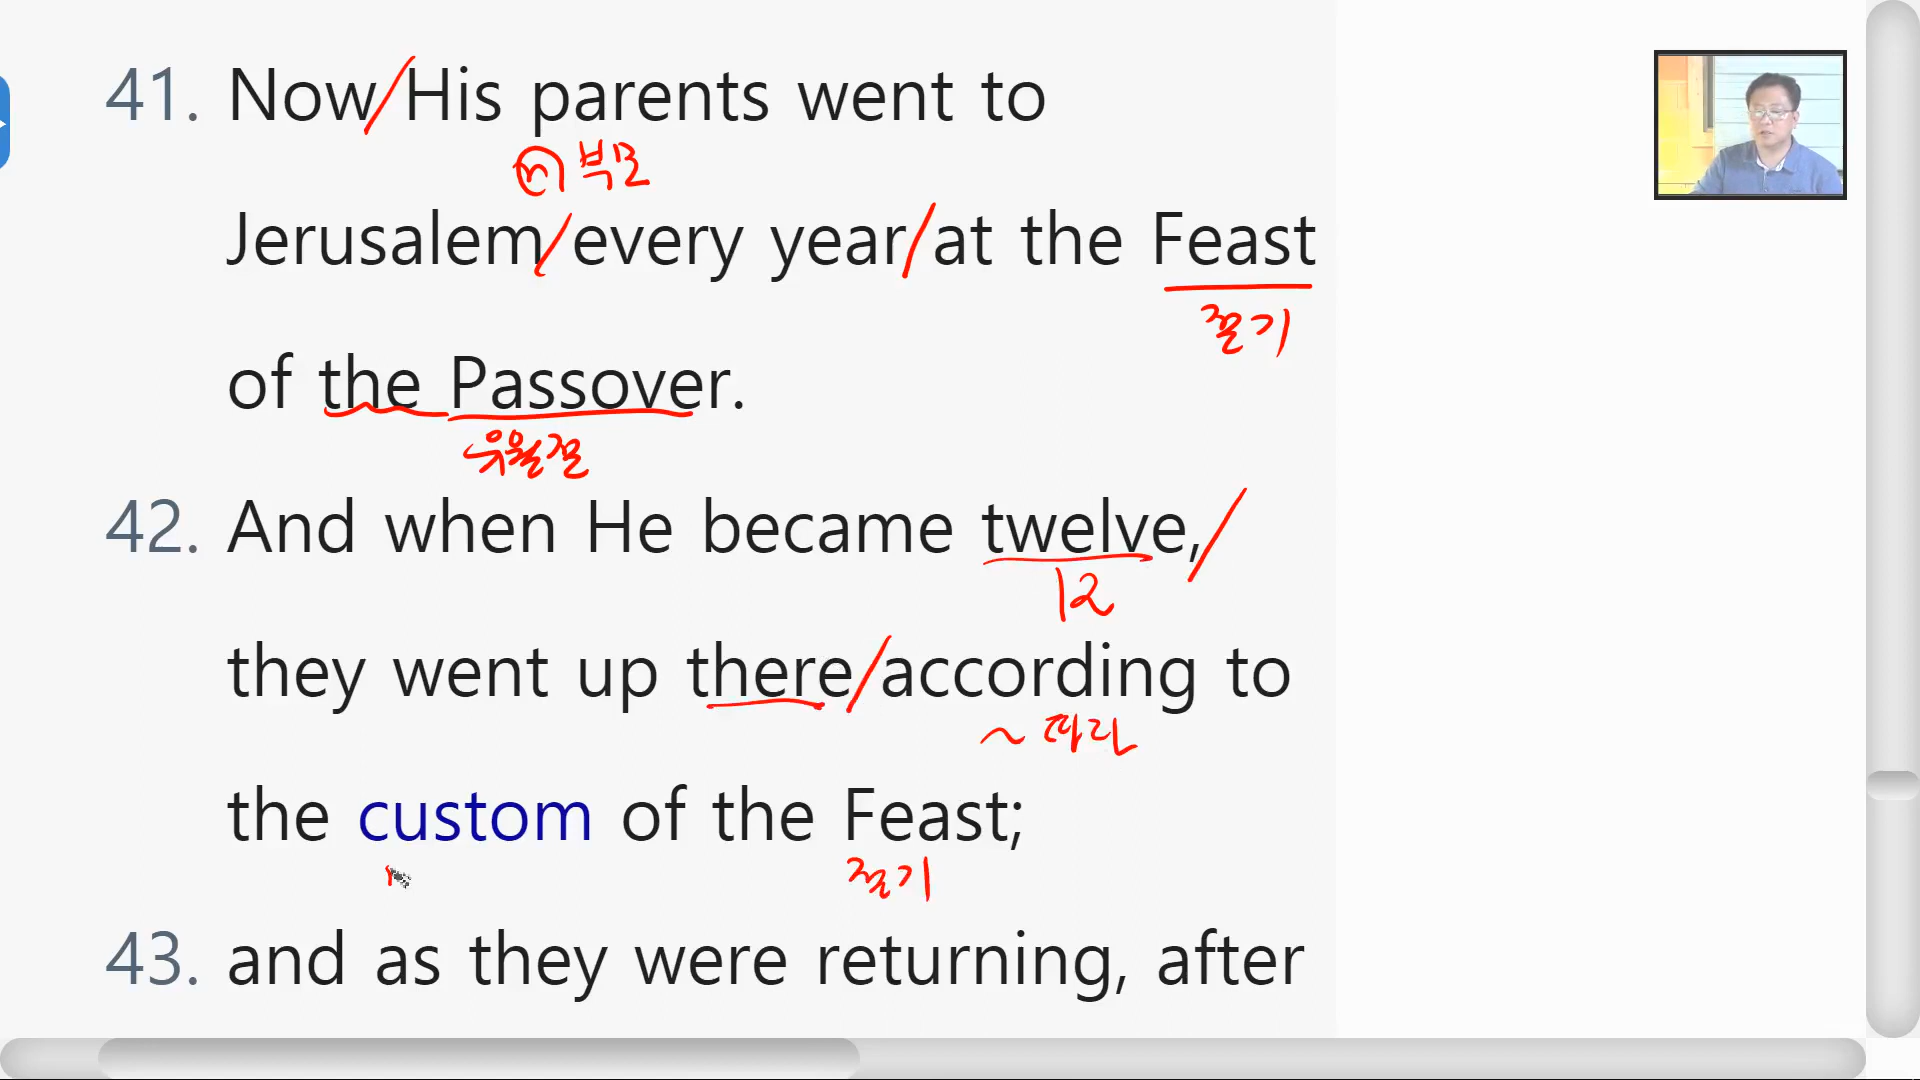 41. Now/His parents went to
ⓝ 부모
Jerusalem/every year/at the Feast
절기
of the Passover.
유월절
42. And when He became twelve,/
12
they went up there/according to
~ 따라
the custom of the Feast;
절기
43. and as they were returning, after